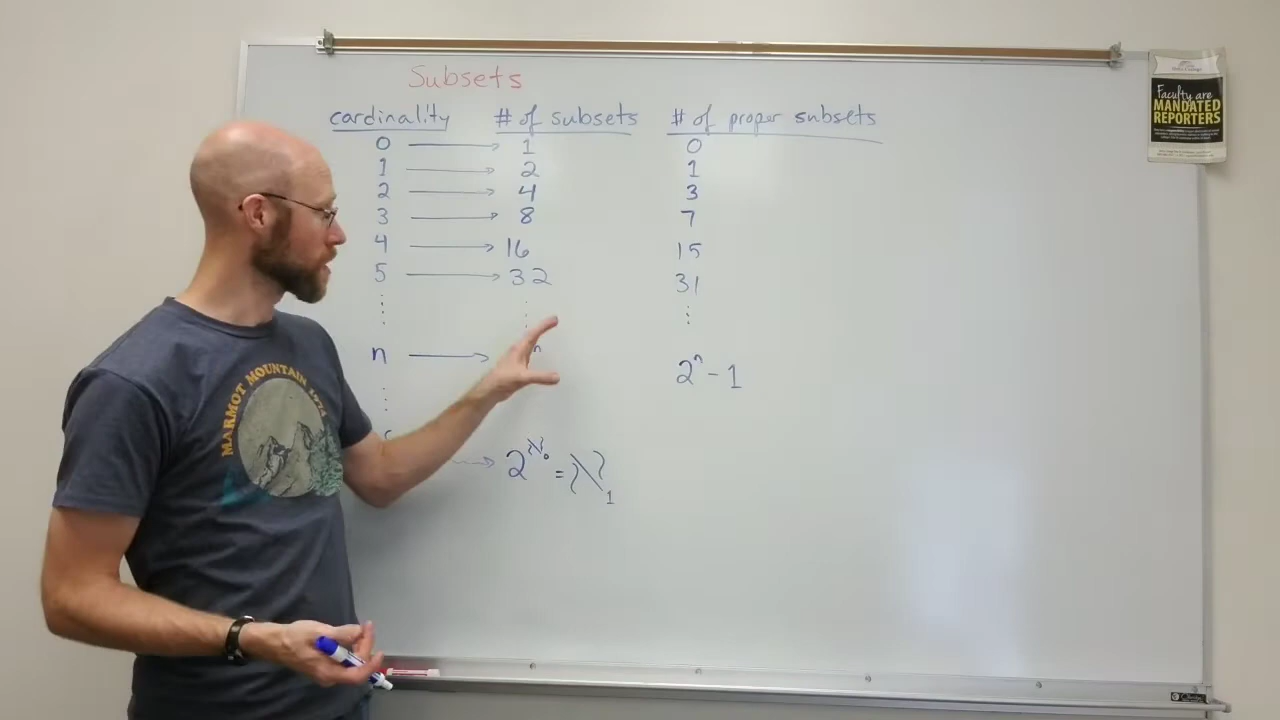 Subsets
cardinality # of subsets # of proper subsets
0 → 1 0
1 → 2 1
2 → 4 3
3 → 8 7
4 → 16 15
5 → 32 31
⋮ ⋮ ⋮
n → n 2ⁿ - 1
⋮
→ 2^ℵ₀ = ℵ₁
MARMOT MOUNTAIN 1974
Faculty are
MANDATED
REPORTERS